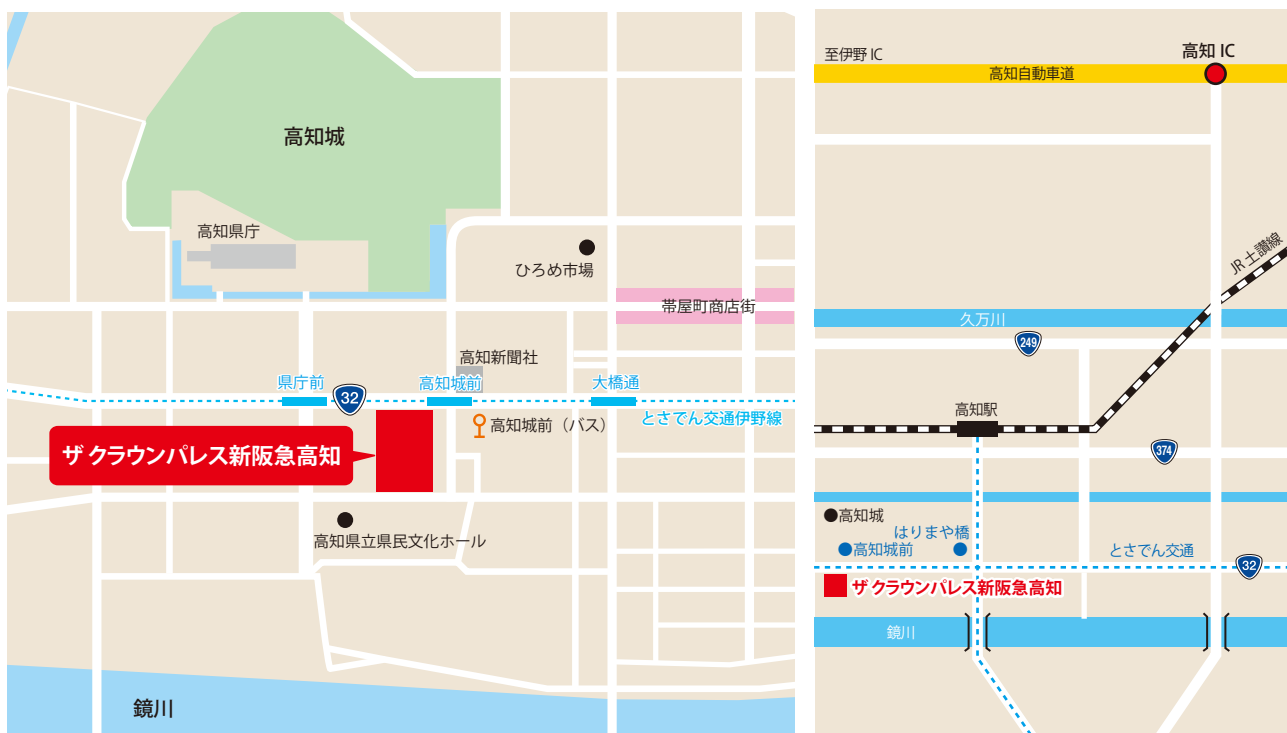 高知城
高知県庁
ひろめ市場
帯屋町商店街
高知新聞社
県庁前
32
高知城前
大橋通
高知城前（バス）
とさでん交通伊野線
ザ クラウンパレス新阪急高知
高知県立県民文化ホール
鏡川
至伊野 IC
高知 IC
高知自動車道
JR 土讃線
久万川
249
高知駅
374
高知城
はりまや橋
高知城前
とさでん交通
32
ザ クラウンパレス新阪急高知
鏡川